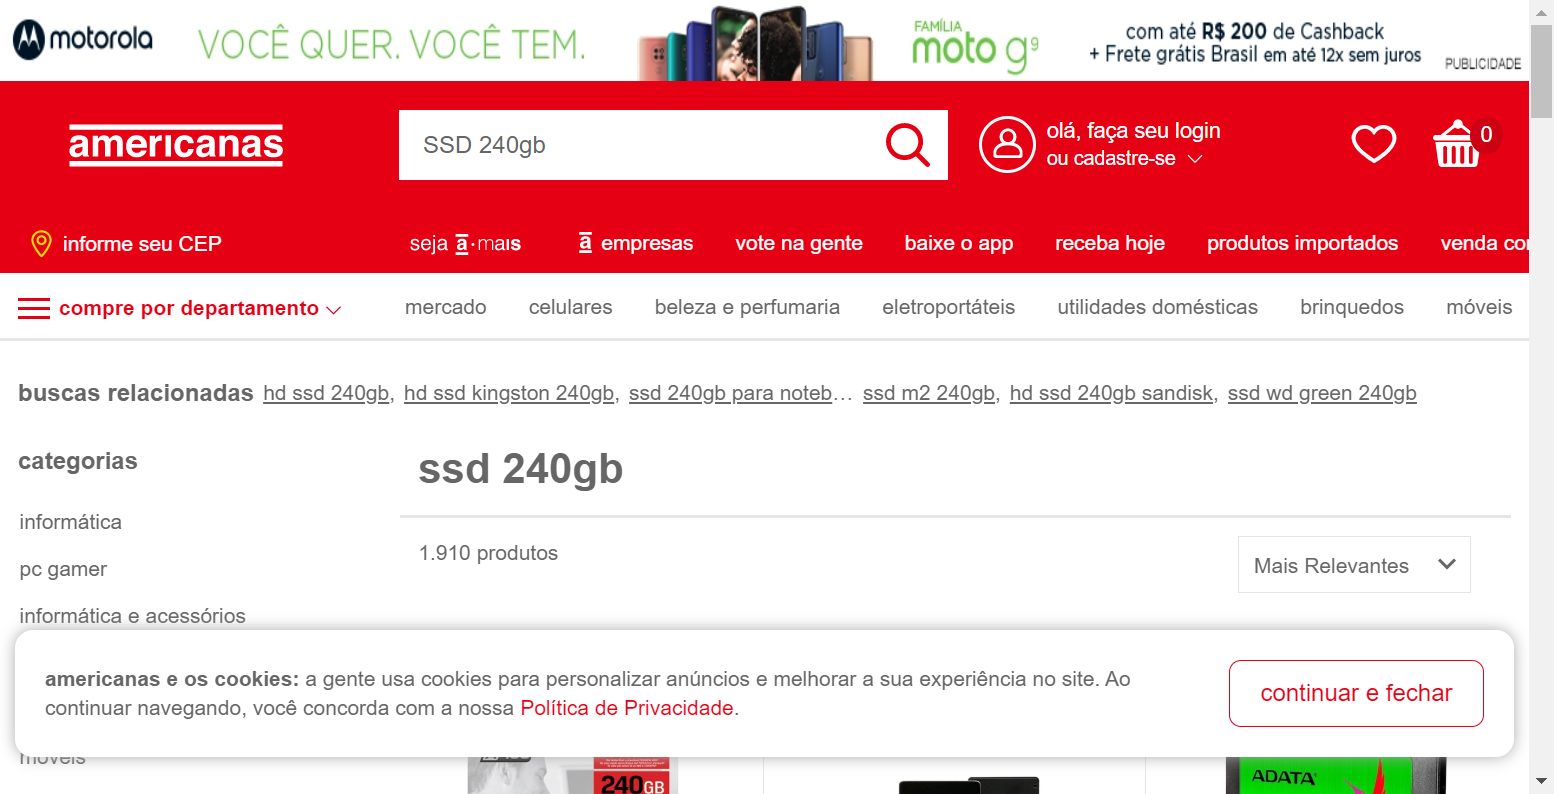 motorola VOCÊ QUER. VOCÊ TEM. FAMÍLIA moto g9 com até R$ 200 de Cashback
+ Frete grátis Brasil em até 12x sem juros PUBLICIDADE
americanas
SSD 240gb
olá, faça seu login
ou cadastre-se
0
informe seu CEP
seja a·mais
a empresas
vote na gente
baixe o app
receba hoje
produtos importados
venda co
compre por departamento
mercado
celulares
beleza e perfumaria
eletroportáteis
utilidades domésticas
brinquedos
móveis
buscas relacionadas hd ssd 240gb, hd ssd kingston 240gb, ssd 240gb para noteb… ssd m2 240gb, hd ssd 240gb sandisk, ssd wd green 240gb
categorias
informática
pc gamer
informática e acessórios
móveis
ssd 240gb
1.910 produtos
Mais Relevantes
americanas e os cookies: a gente usa cookies para personalizar anúncios e melhorar a sua experiência no site. Ao
continuar navegando, você concorda com a nossa Política de Privacidade.
continuar e fechar
240GB
ADATA